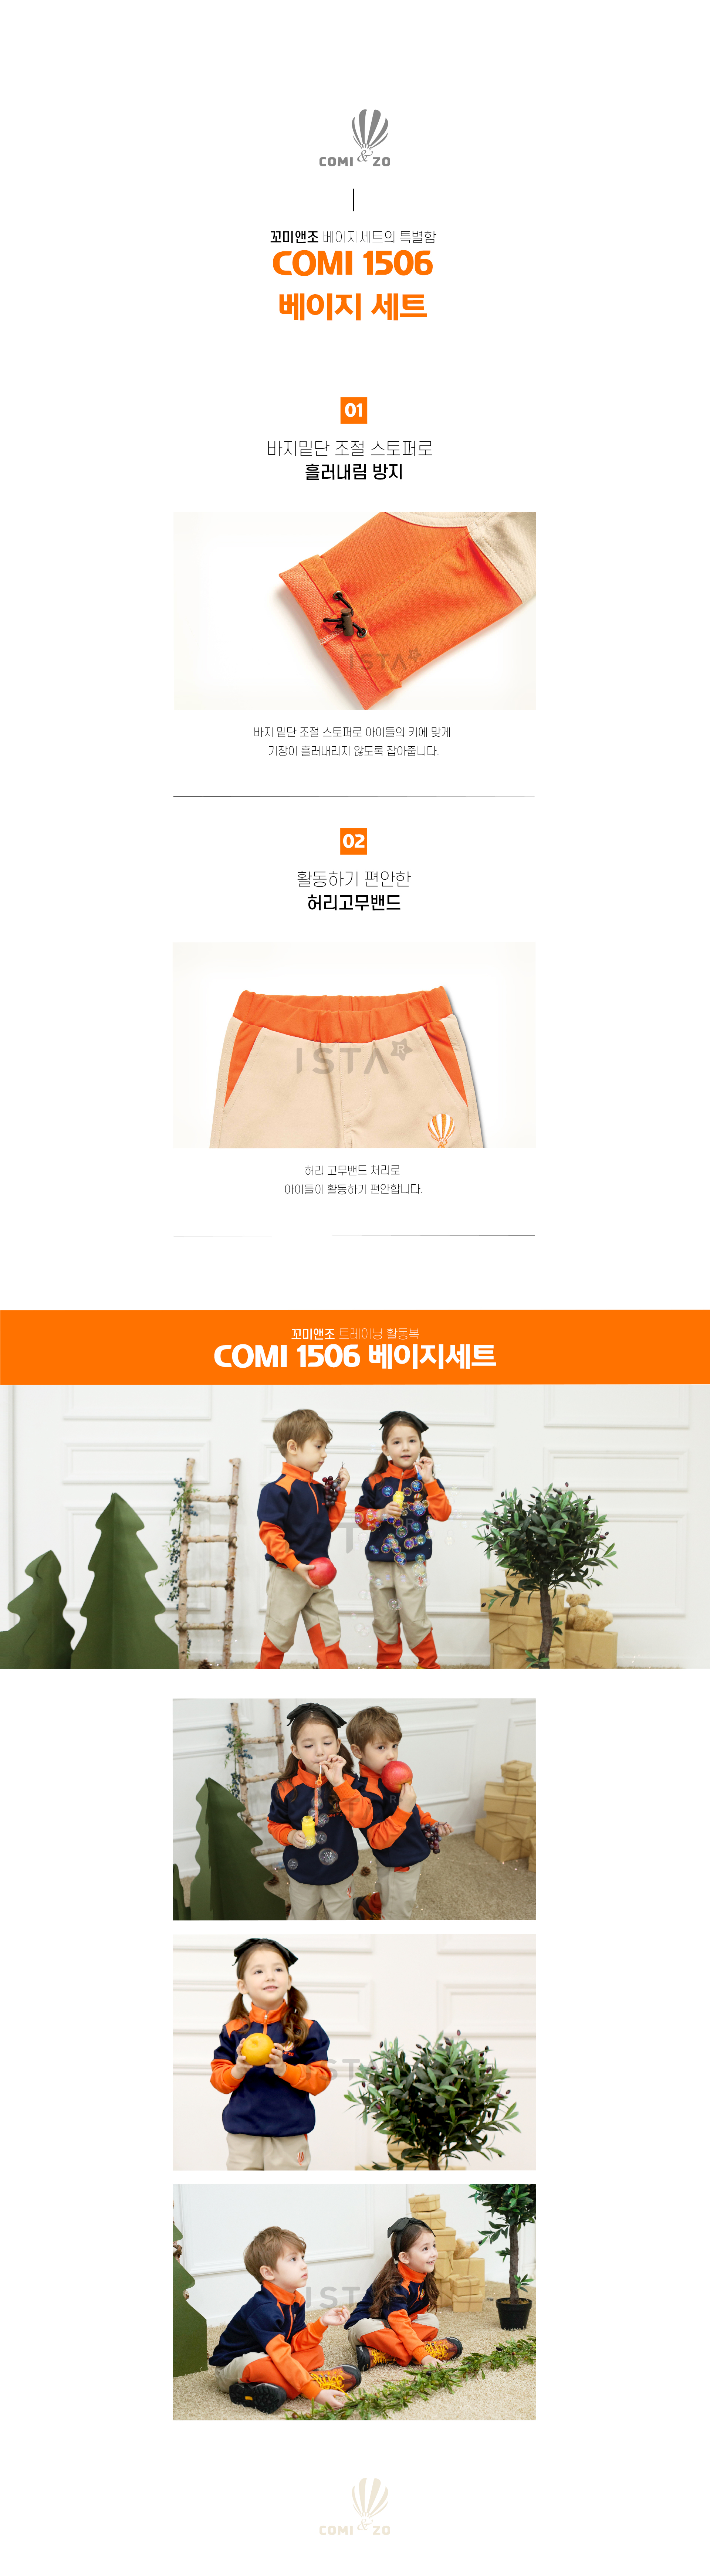 COMI & ZO
꼬미앤조 베이지세트의 특별함
COMI 1506
베이지 세트
01
바지밑단 조절 스토퍼로
흘러내림 방지
ISTA R
바지 밑단 조절 스토퍼로 아이들의 키에 맞게
기장이 흘러내리지 않도록 잡아줍니다.
02
활동하기 편안한
허리고무밴드
ISTA R
허리 고무밴드 처리로
아이들이 활동하기 편안합니다.
꼬미앤조 트레이닝 활동복
COMI 1506 베이지세트
ISTA
ISTA
COMI & ZO